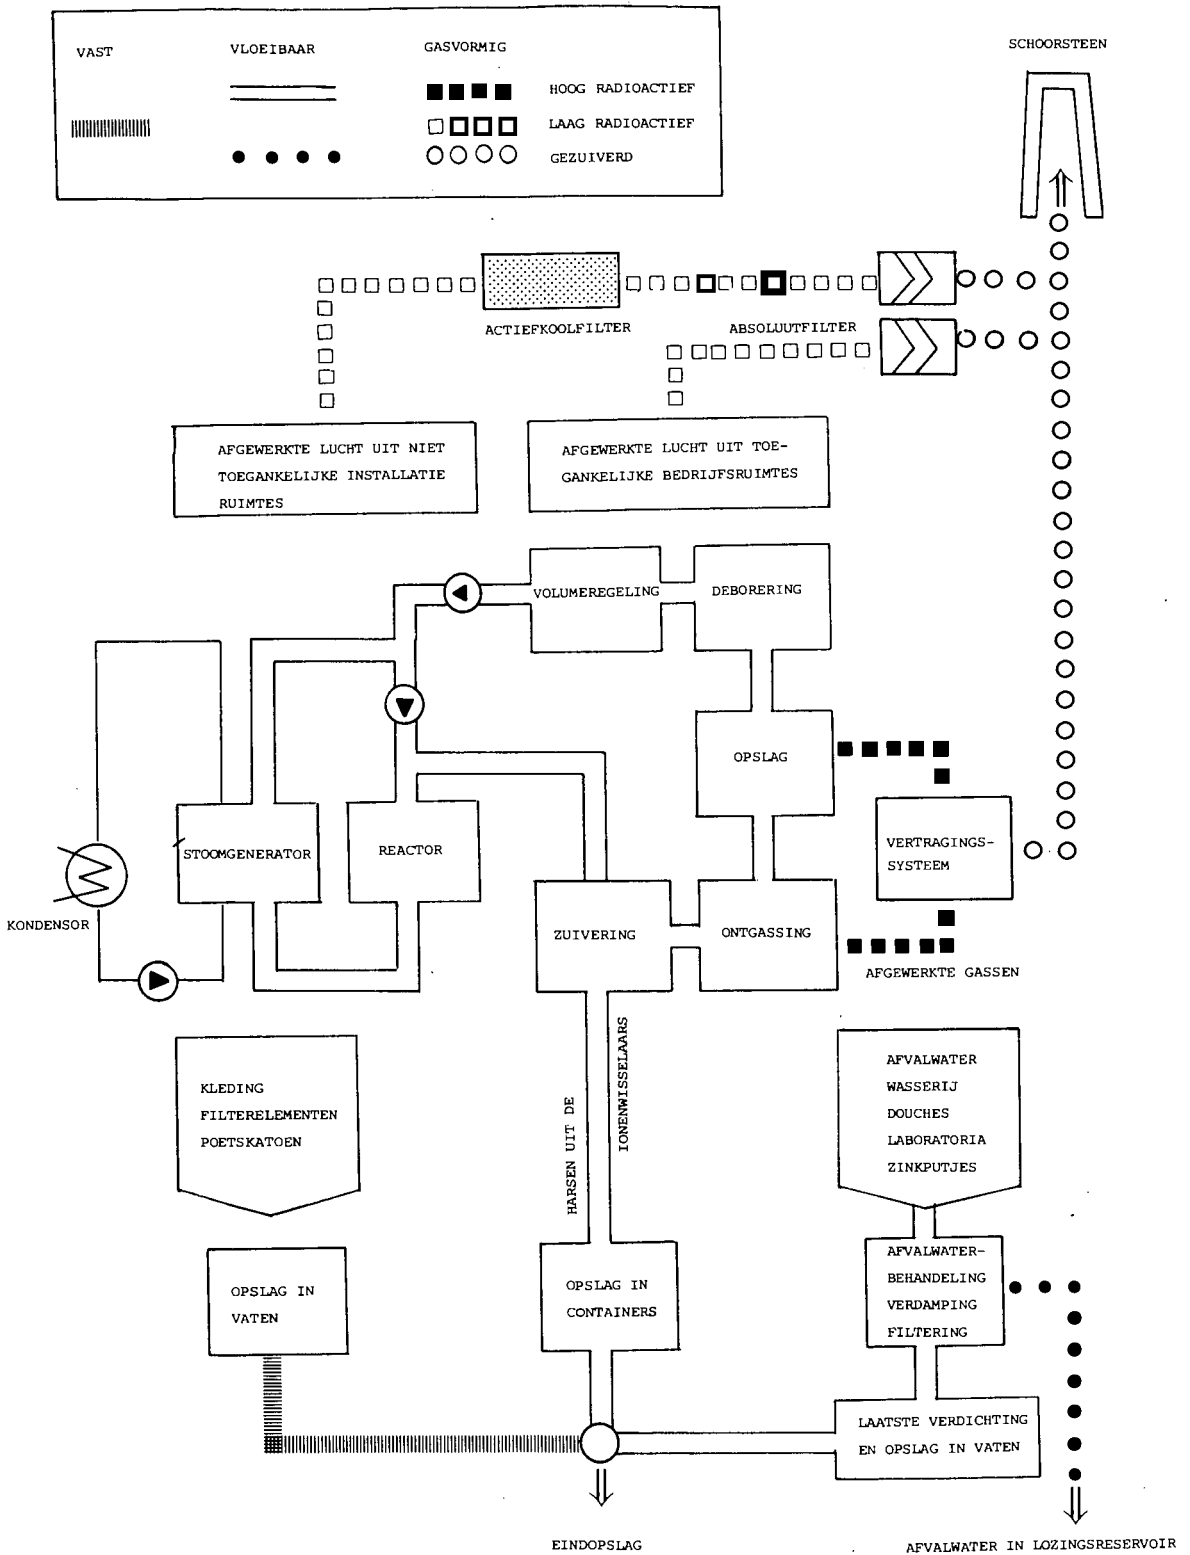 VAST
VLOEIBAAR
GASVORMIG
HOOG RADIOACTIEF
LAAG RADIOACTIEF
GEZUIVERD
SCHOORSTEEN
ACTIEFKOOLFILTER
ABSOLUUTFILTER
AFGEWERKTE LUCHT UIT NIET
TOEGANKELIJKE INSTALLATIE
RUIMTES
AFGEWERKTE LUCHT UIT TOE-
GANKELIJKE BEDRIJFSRUIMTES
VOLUMEREGELING
DEBORERING
OPSLAG
STOOMGENERATOR
REACTOR
VERTRAGINGS-
SYSTEEM
KONDENSOR
ZUIVERING
ONTGASSING
AFGEWERKTE GASSEN
HARSEN UIT DE
IONENWISSELAARS
KLEDING
FILTERELEMENTEN
POETSKATOEN
AFVALWATER
WASSERIJ
DOUCHES
LABORATORIA
ZINKPUTJES
OPSLAG IN
VATEN
OPSLAG IN
CONTAINERS
AFVALWATER-
BEHANDELING
VERDAMPING
FILTERING
LAATSTE VERDICHTING
EN OPSLAG IN VATEN
EINDOPSLAG
AFVALWATER IN LOZINGSRESERVOIR